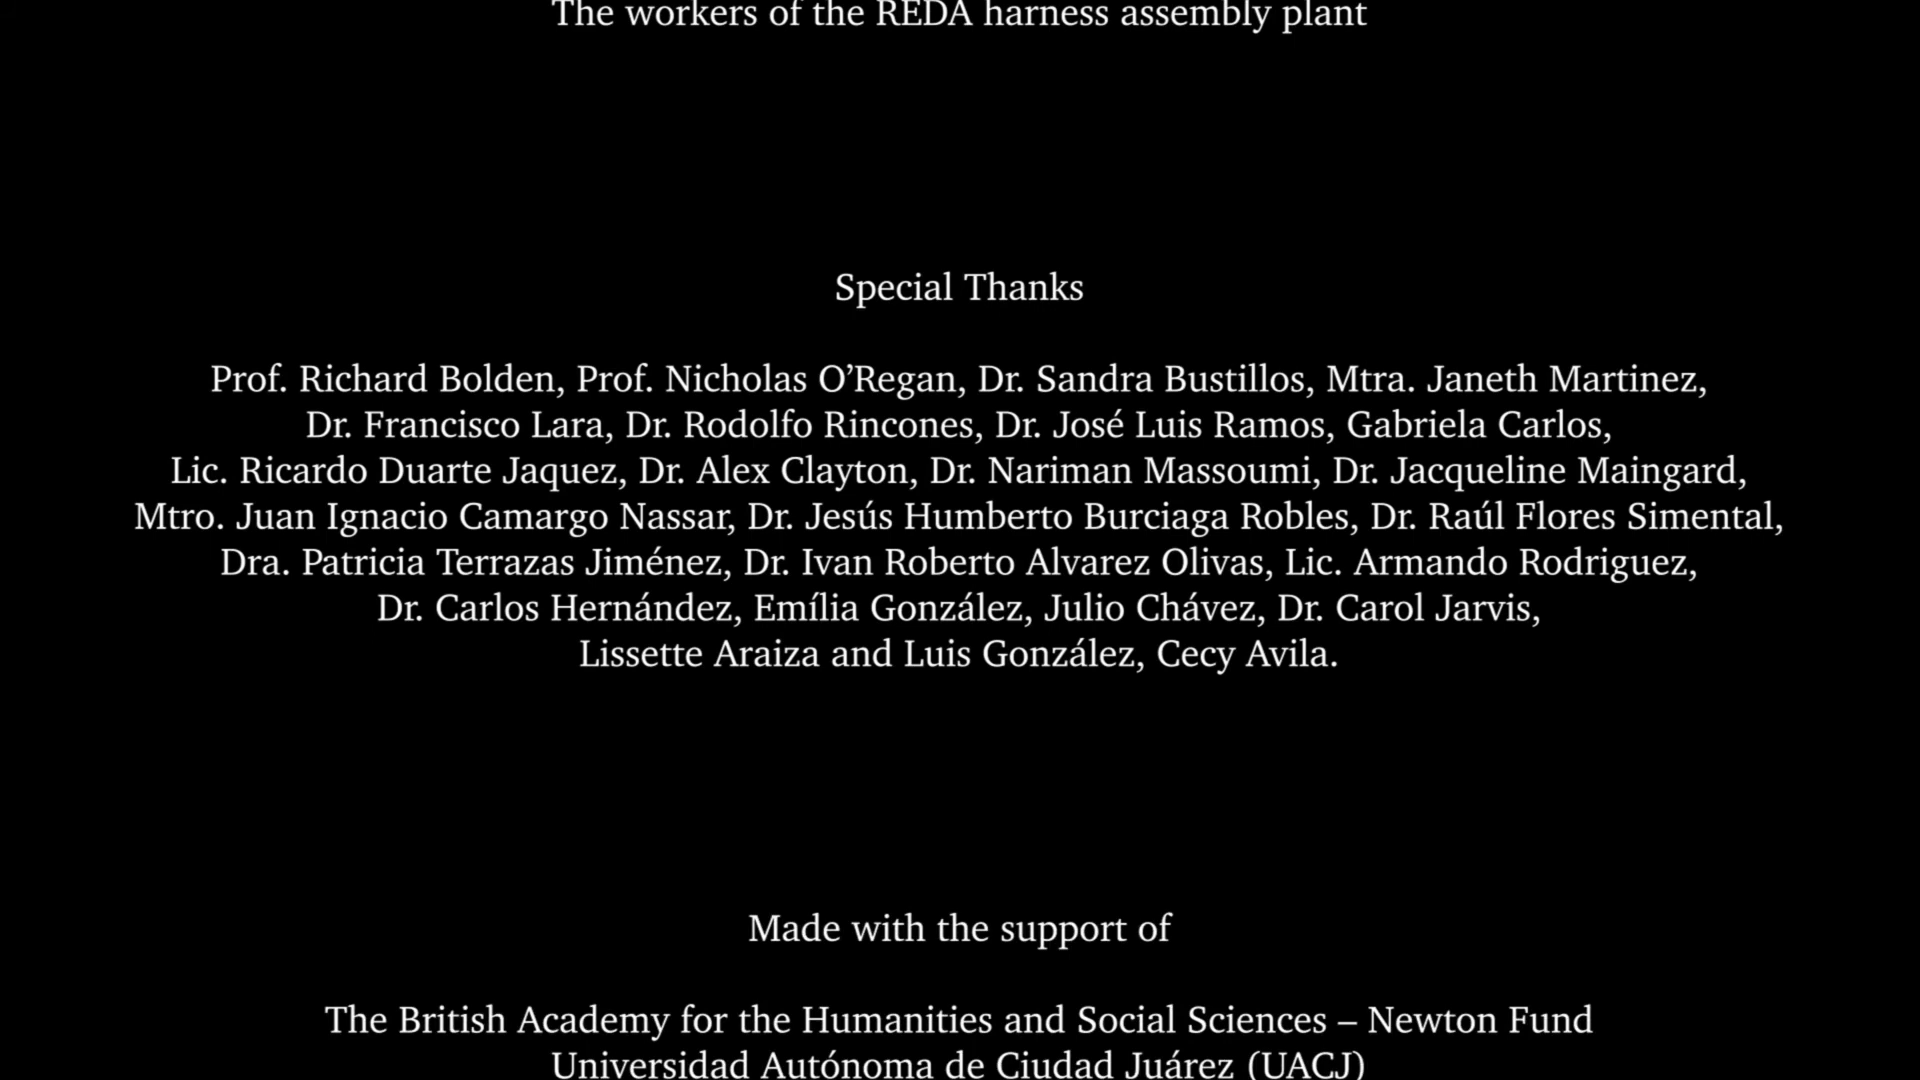 The workers of the REDA harness assembly plant
Special Thanks
Prof. Richard Bolden, Prof. Nicholas O’Regan, Dr. Sandra Bustillos, Mtra. Janeth Martinez,
Dr. Francisco Lara, Dr. Rodolfo Rincones, Dr. José Luis Ramos, Gabriela Carlos,
Lic. Ricardo Duarte Jaquez, Dr. Alex Clayton, Dr. Nariman Massoumi, Dr. Jacqueline Maingard,
Mtro. Juan Ignacio Camargo Nassar, Dr. Jesús Humberto Burciaga Robles, Dr. Raúl Flores Simental,
Dra. Patricia Terrazas Jiménez, Dr. Ivan Roberto Alvarez Olivas, Lic. Armando Rodriguez,
Dr. Carlos Hernández, Emília González, Julio Chávez, Dr. Carol Jarvis,
Lissette Araiza and Luis González, Cecy Avila.
Made with the support of
The British Academy for the Humanities and Social Sciences – Newton Fund
Universidad Autónoma de Ciudad Juárez (UACJ)